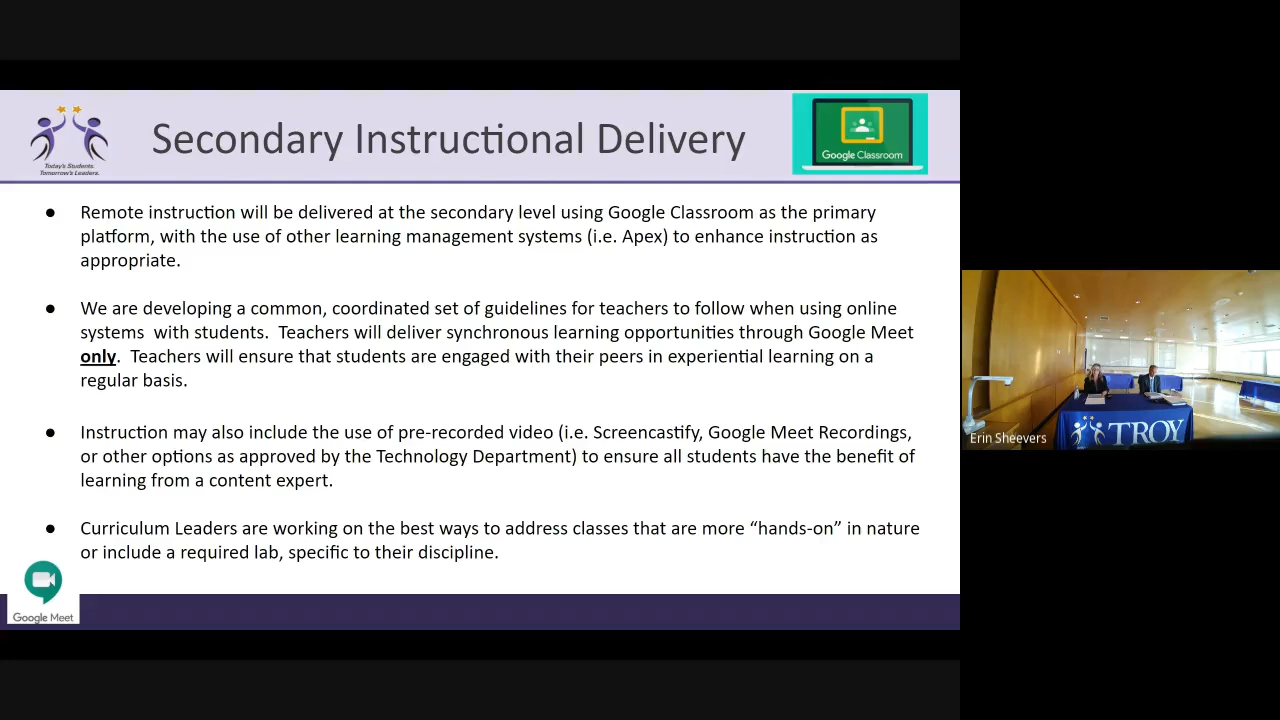 Secondary Instructional Delivery
Today's Students.
Tomorrow's Leaders.
Google Classroom
● Remote instruction will be delivered at the secondary level using Google Classroom as the primary
platform, with the use of other learning management systems (i.e. Apex) to enhance instruction as
appropriate.
● We are developing a common, coordinated set of guidelines for teachers to follow when using online
systems with students. Teachers will deliver synchronous learning opportunities through Google Meet
only. Teachers will ensure that students are engaged with their peers in experiential learning on a
regular basis.
● Instruction may also include the use of pre-recorded video (i.e. Screencastify, Google Meet Recordings,
or other options as approved by the Technology Department) to ensure all students have the benefit of
learning from a content expert.
● Curriculum Leaders are working on the best ways to address classes that are more “hands-on” in nature
or include a required lab, specific to their discipline.
Google Meet
Erin Sheevers
TROY